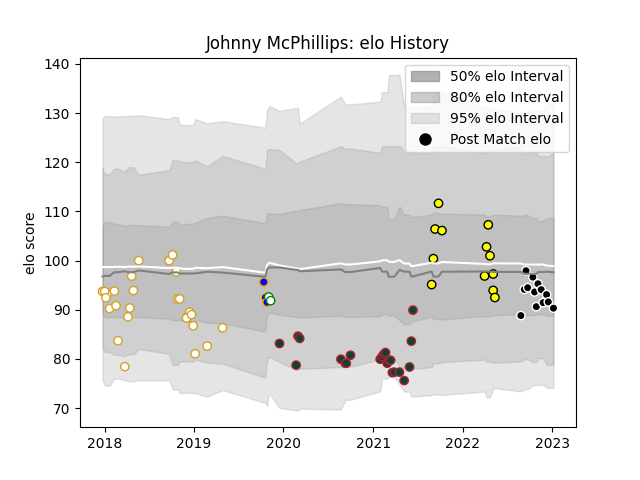 Johnny McPhillips: elo History
140
130
120
110
100
90
80
70
elo score
50% elo Interval
80% elo Interval
95% elo Interval
Post Match elo
2018 2019 2020 2021 2022 2023